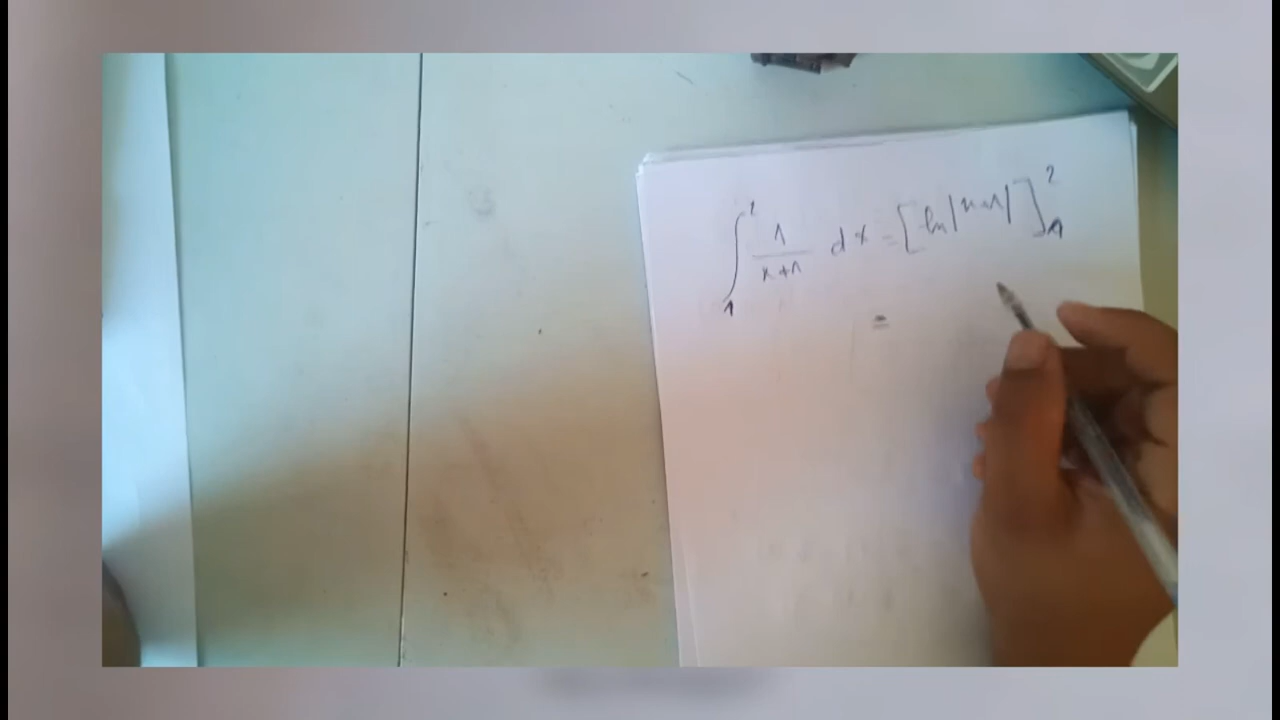 ∫₁² 1/(x+1) dx = [ln|x+1|]₁²
=